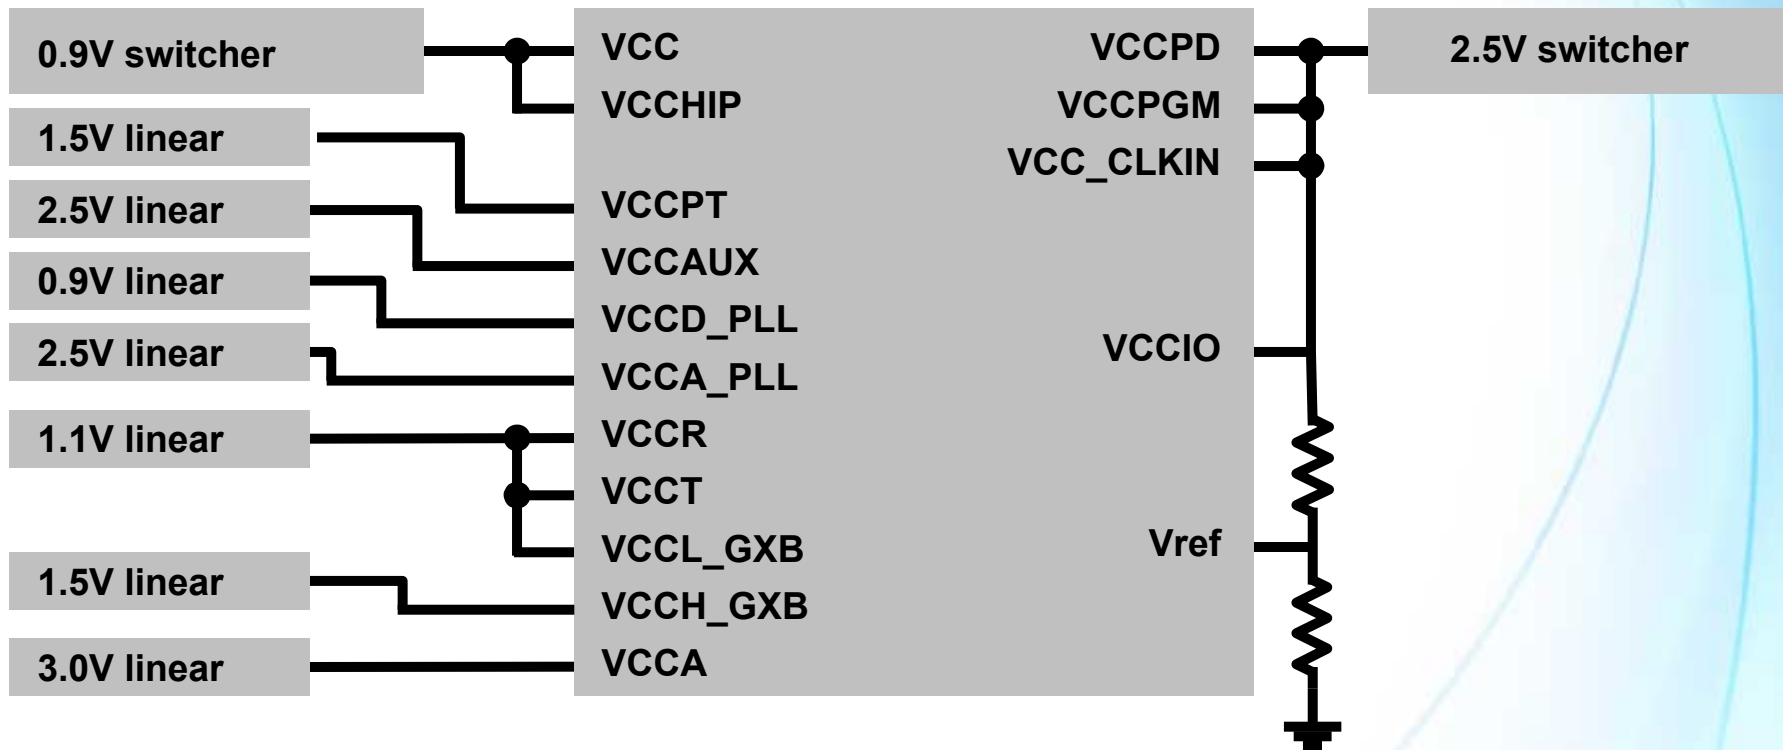 0.9V switcher
1.5V linear
2.5V linear
0.9V linear
2.5V linear
1.1V linear
1.5V linear
3.0V linear
VCC
VCCHIP
VCCPT
VCCAUX
VCCD_PLL
VCCA_PLL
VCCR
VCCT
VCCL_GXB
VCCH_GXB
VCCA
VCCPD
VCCPGM
VCC_CLKIN
VCCIO
Vref
2.5V switcher